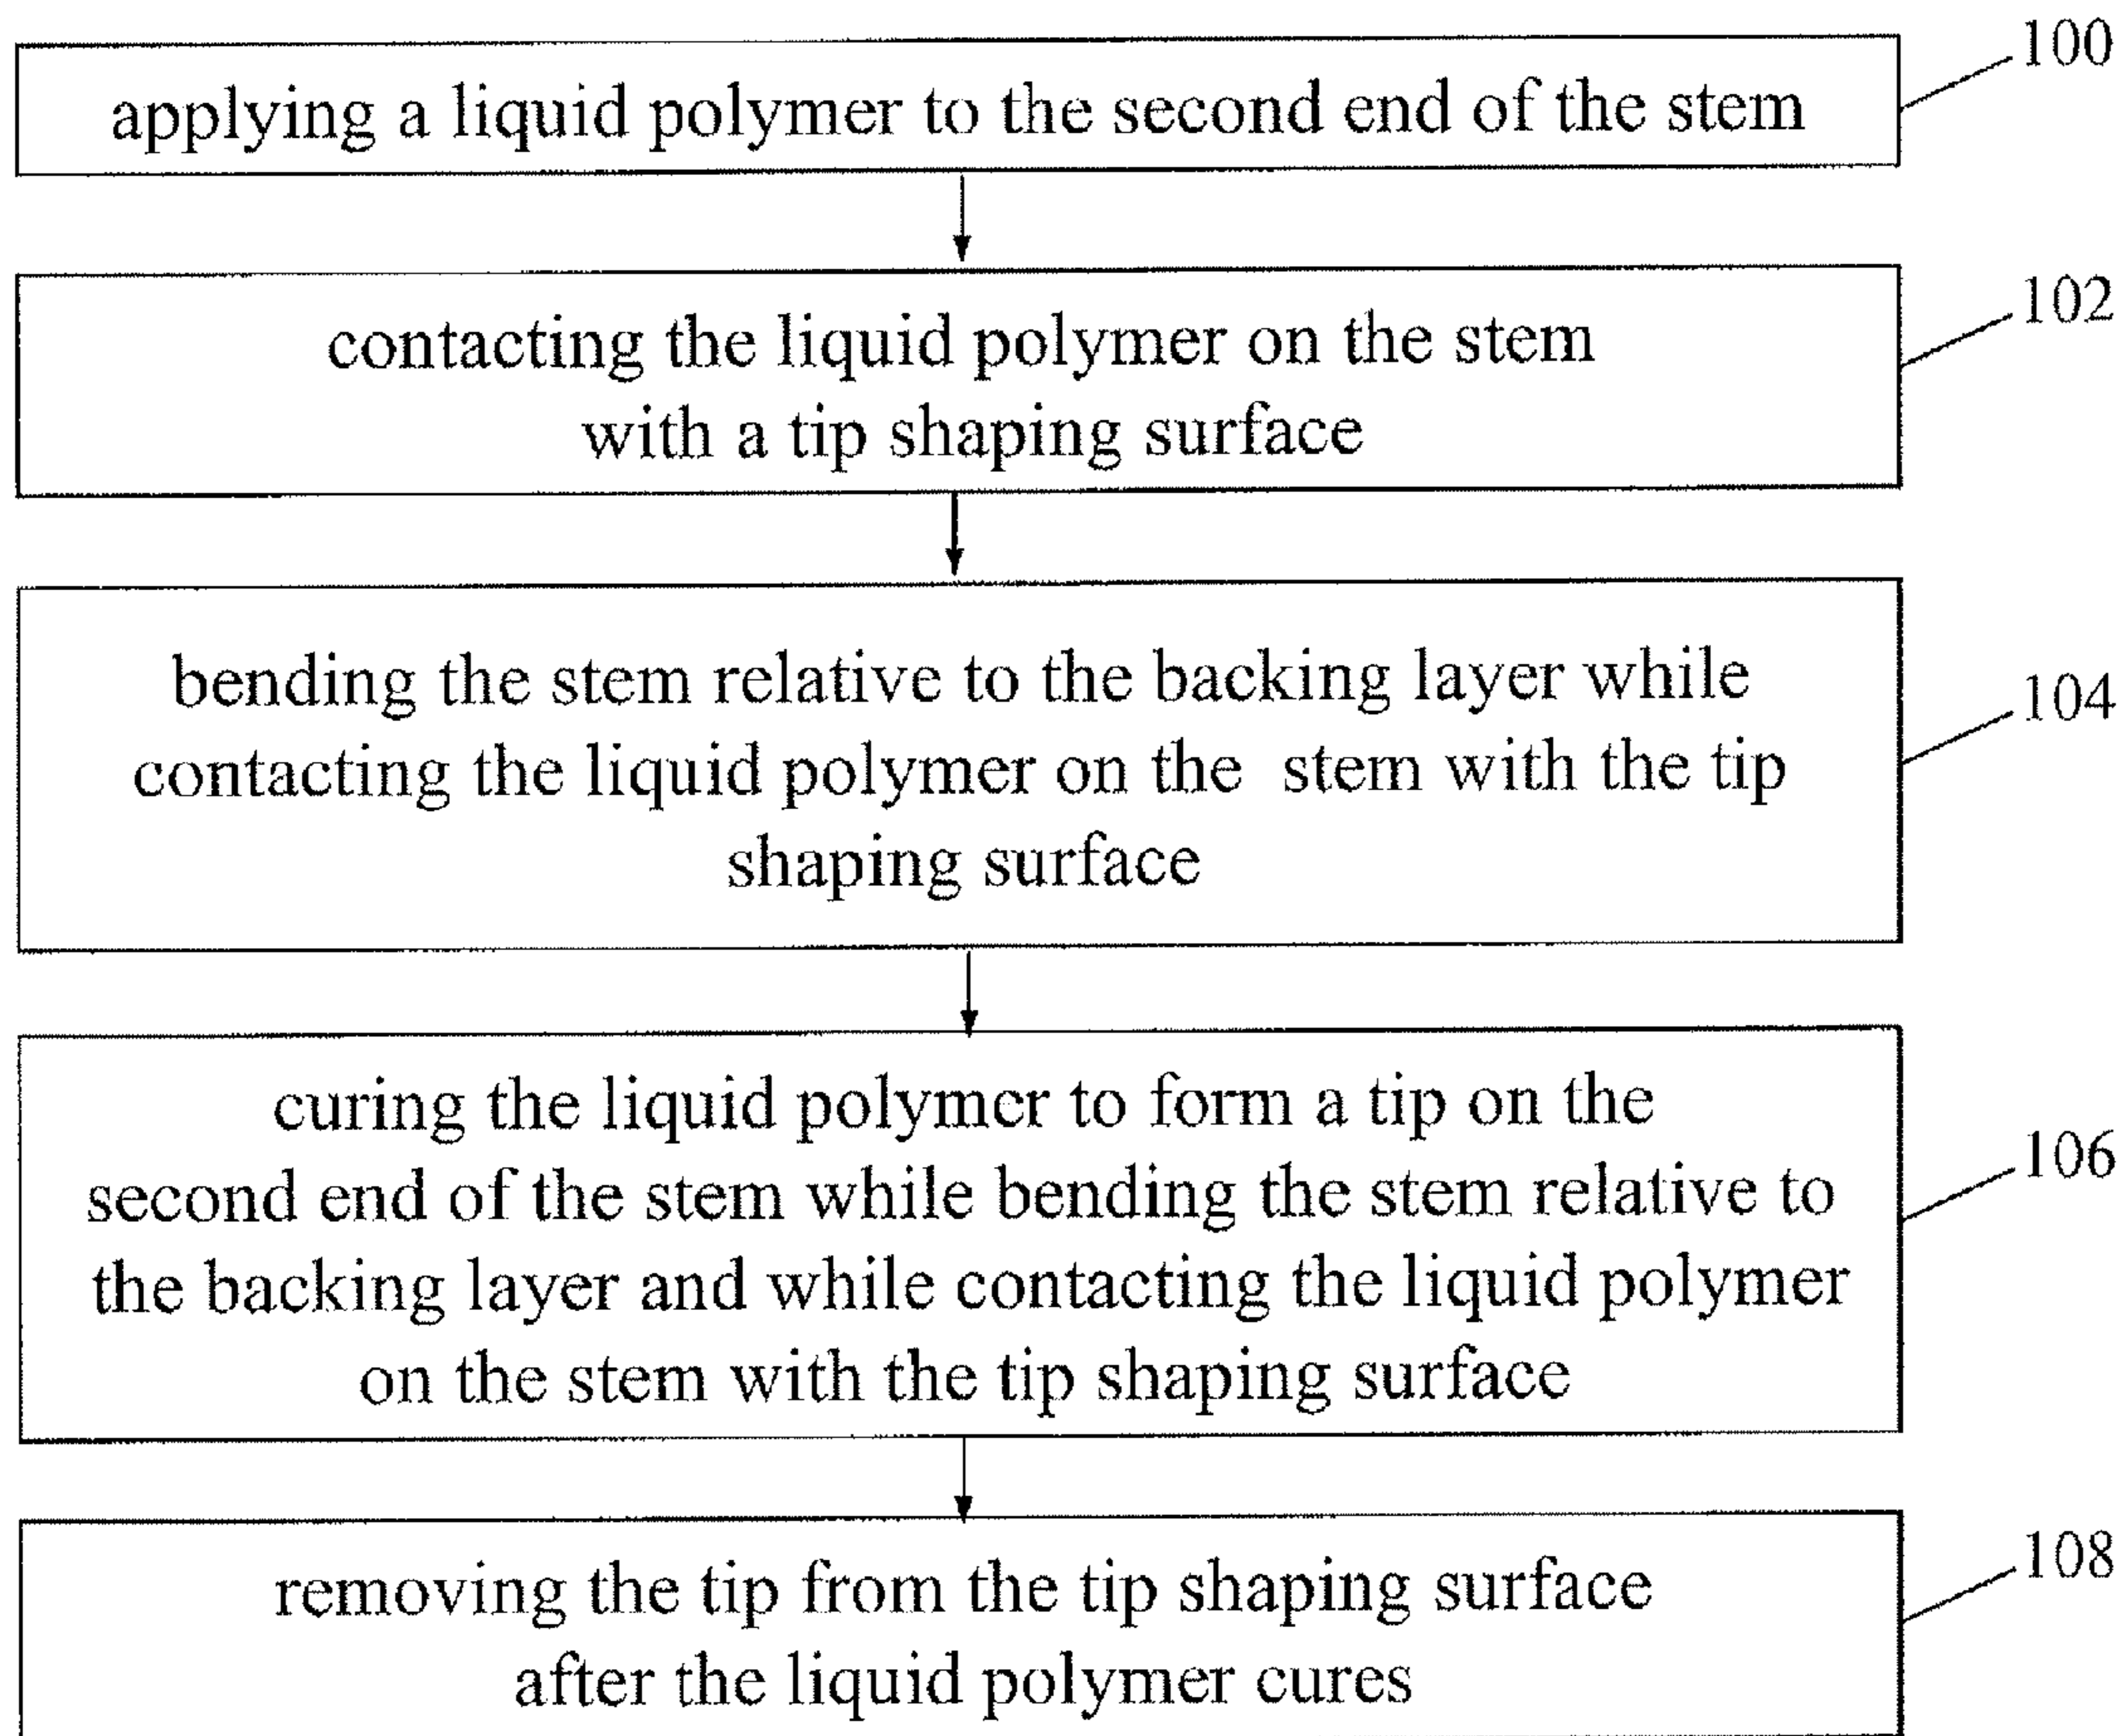 100
applying a liquid polymer to the second end of the stem
102
contacting the liquid polymer on the stem
with a tip shaping surface
104
bending the stem relative to the backing layer while
contacting the liquid polymer on the stem with the tip
shaping surface
106
curing the liquid polymer to form a tip on the
second end of the stem while bending the stem relative to
the backing layer and while contacting the liquid polymer
on the stem with the tip shaping surface
108
removing the tip from the tip shaping surface
after the liquid polymer cures